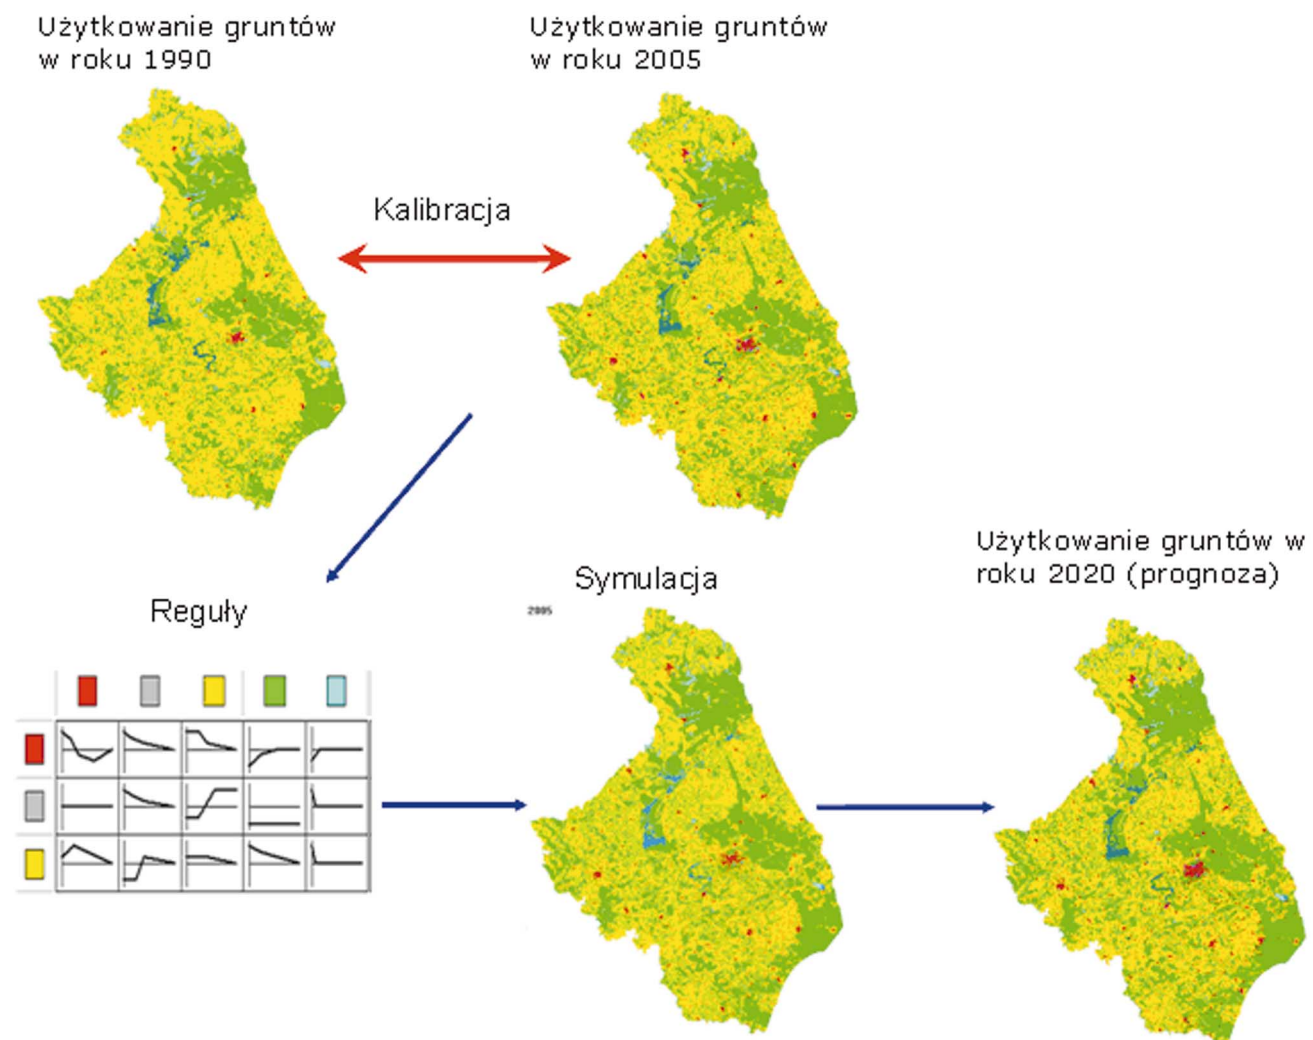 Użytkowanie gruntów
w roku 1990
Użytkowanie gruntów
w roku 2005
Kalibracja
Użytkowanie gruntów w
roku 2020 (prognoza)
Symulacja
2005
Reguły